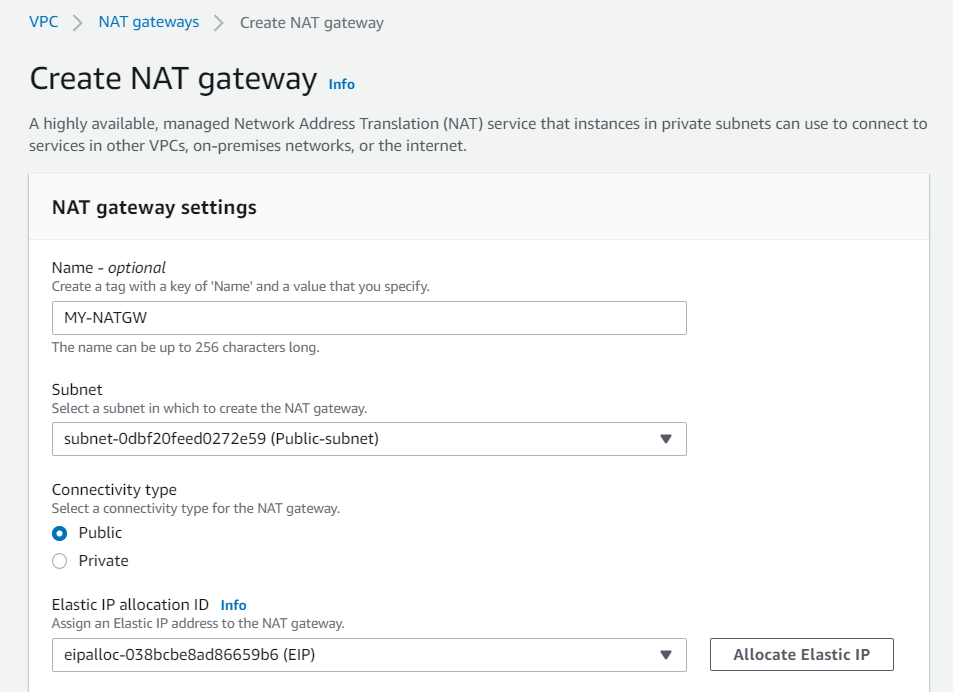 VPC > NAT gateways > Create NAT gateway
Create NAT gateway Info
A highly available, managed Network Address Translation (NAT) service that instances in private subnets can use to connect to
services in other VPCs, on-premises networks, or the internet.
NAT gateway settings
Name - optional
Create a tag with a key of 'Name' and a value that you specify.
MY-NATGW
The name can be up to 256 characters long.
Subnet
Select a subnet in which to create the NAT gateway.
subnet-0dbf20feed0272e59 (Public-subnet)
Connectivity type
Select a connectivity type for the NAT gateway.
Public
Private
Elastic IP allocation ID Info
Assign an Elastic IP address to the NAT gateway.
eipalloc-038bcbe8ad86659b6 (EIP)
Allocate Elastic IP